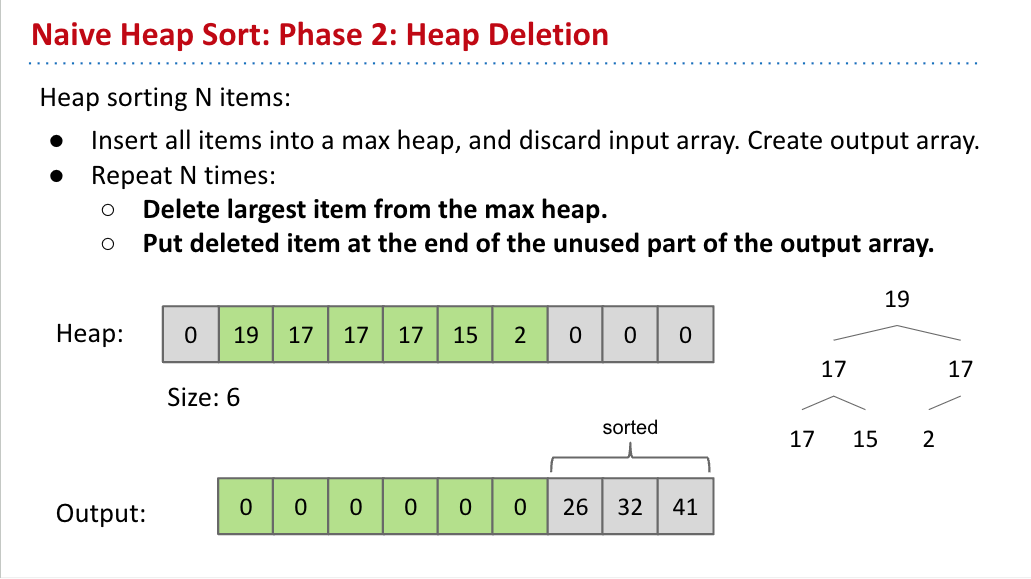 Naive Heap Sort: Phase 2: Heap Deletion
Heap sorting N items:
● Insert all items into a max heap, and discard input array. Create output array.
● Repeat N times:
○ Delete largest item from the max heap.
○ Put deleted item at the end of the unused part of the output array.
Heap: 0 19 17 17 17 15 2 0 0 0
Size: 6
sorted
Output: 0 0 0 0 0 0 26 32 41
19
17 17
17 15 2